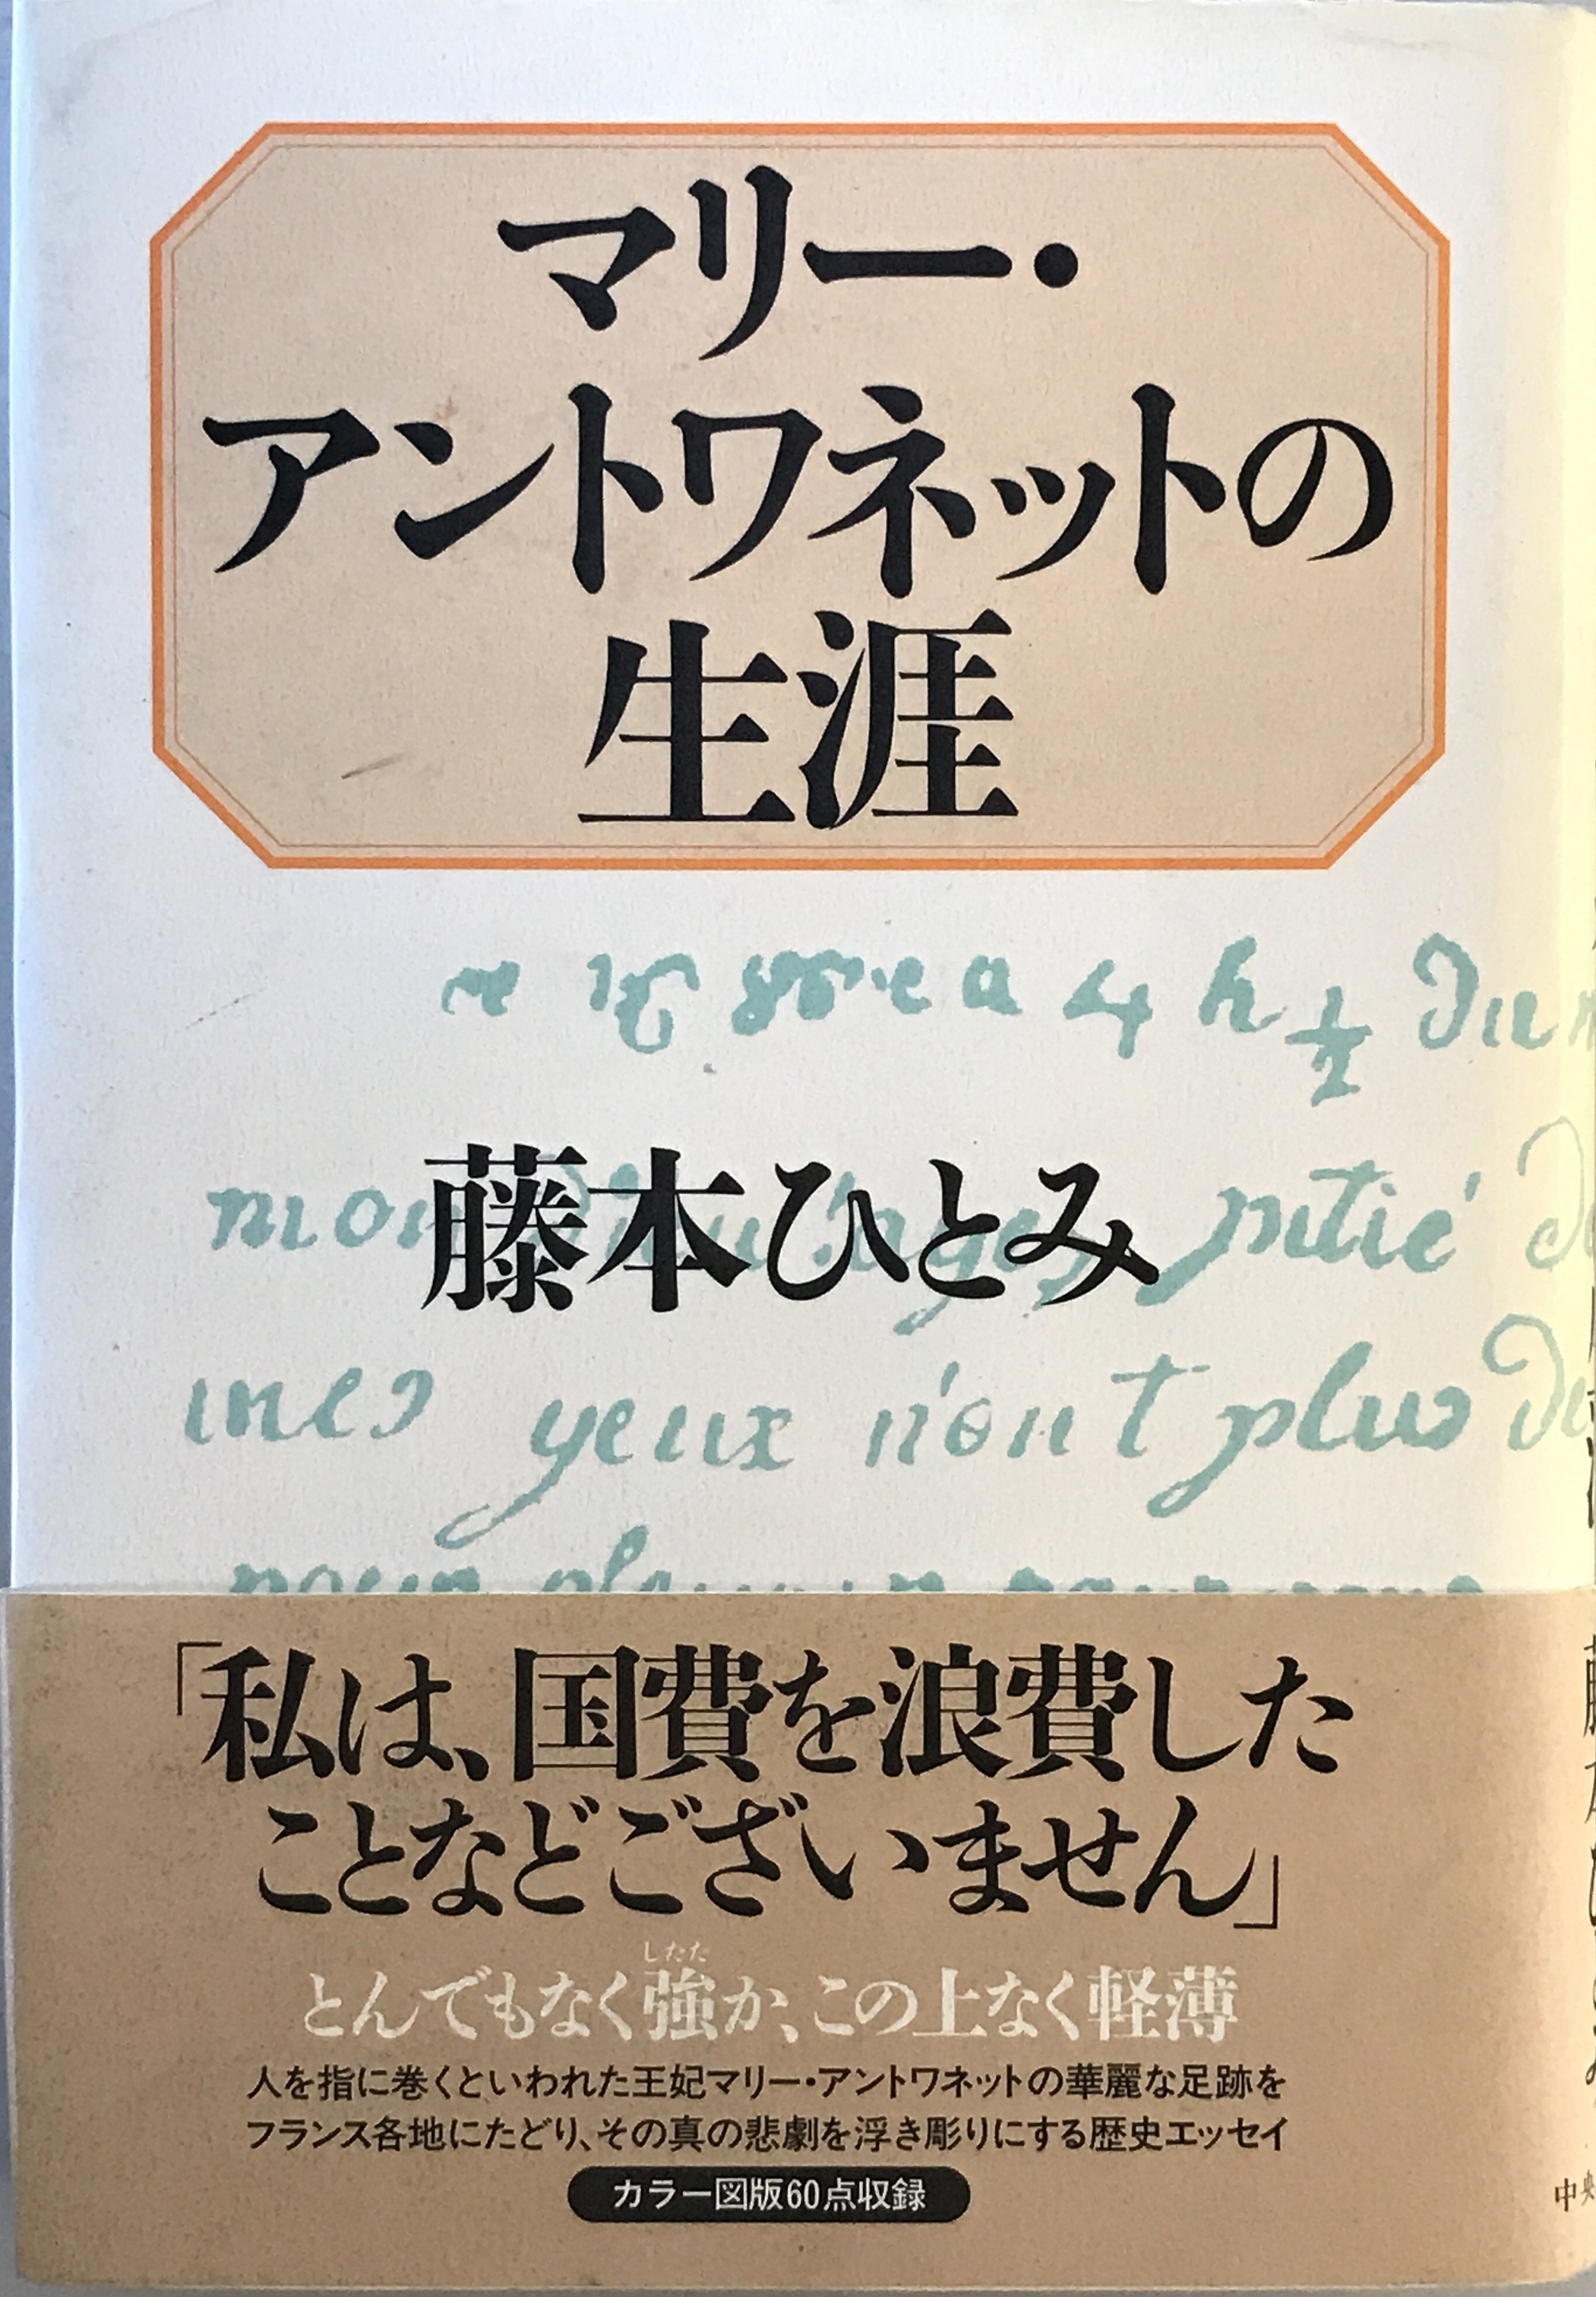 マリー・
アントワネットの
生涯
a 4 h ½ du
mon
藤本ひとみ
pitié
mes yeux n'ont plus
「私は、国費を浪費した
ことなどございません」
したた
とんでもなく強か、この上なく軽薄
人を指に巻くといわれた王妃マリー・アントワネットの華麗な足跡を
フランス各地にたどり、その真の悲劇を浮き彫りにする歴史エッセイ
カラー図版60点収録